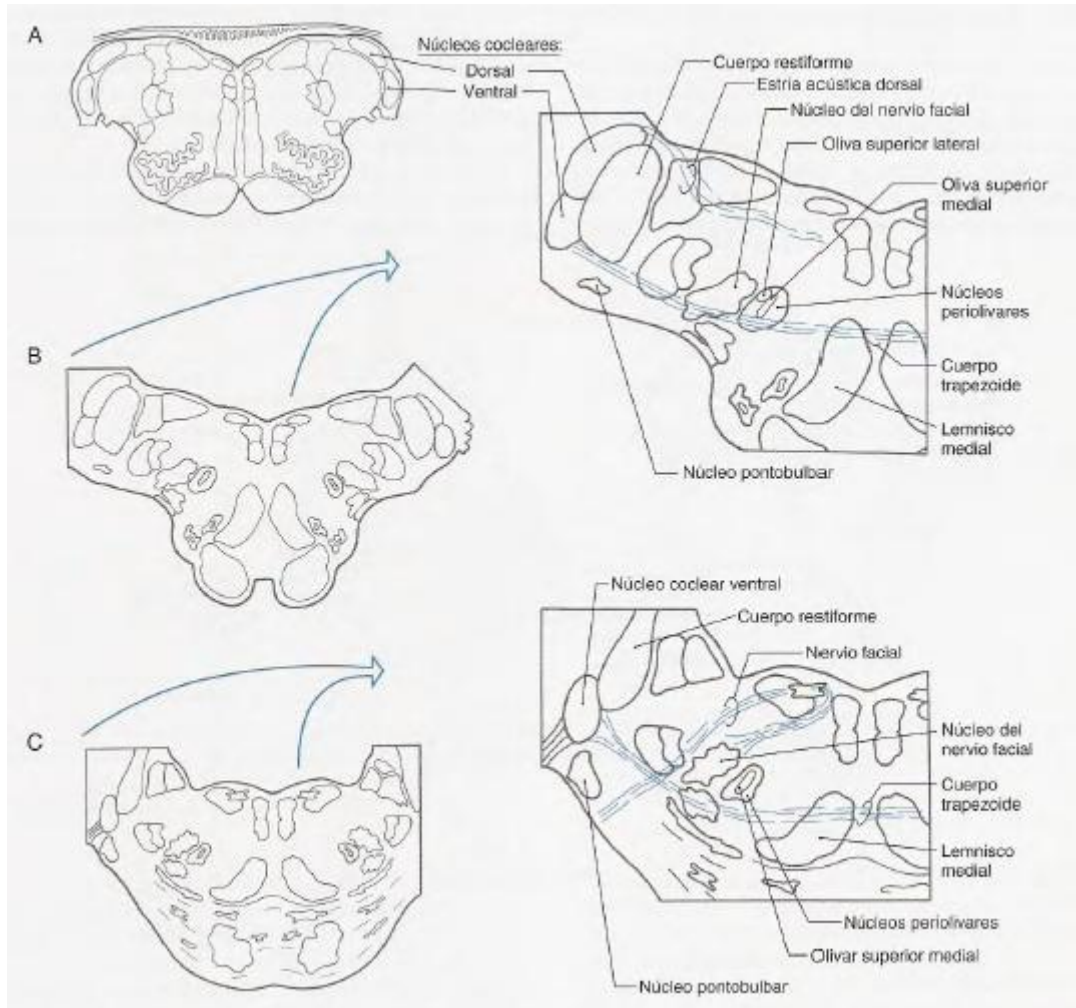 A
Núcleos cocleares:
Dorsal
Ventral
Cuerpo restiforme
Estría acústica dorsal
Núcleo del nervio facial
Oliva superior lateral
Oliva superior
medial
Núcleos
periolivares
Cuerpo
trapezoide
Lemnisco
medial
Núcleo pontobulbar
B
Núcleo coclear ventral
Cuerpo restiforme
Nervio facial
Núcleo del
nervio facial
Cuerpo
trapezoide
Lemnisco
medial
Núcleos periolivares
Olivar superior medial
Núcleo pontobulbar
C